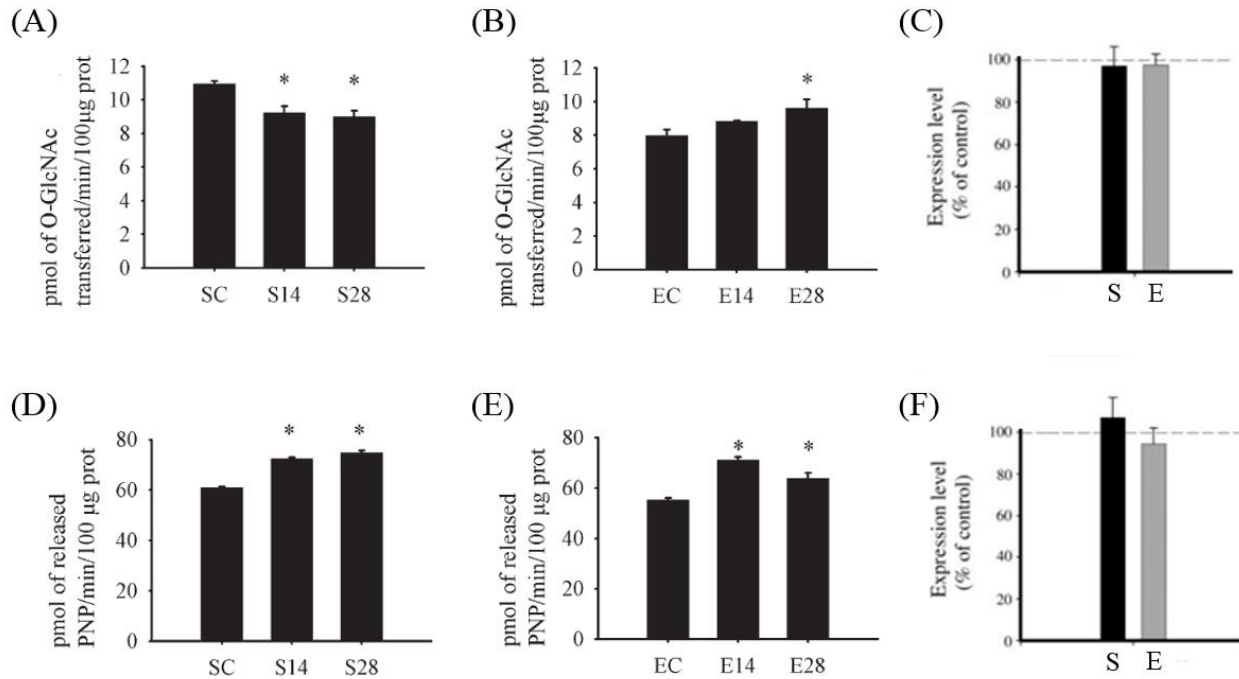 (A)
pmol of O-GlcNAc
transferred/min/100µg prot
12
10
8
6
4
2
0
* *
SC S14 S28
(B)
pmol of O-GlcNAc
transferred/min/100µg prot
12
10
8
6
4
2
0
*
EC E14 E28
(C)
Expression level
(% of control)
100
80
60
40
20
0
S E
(D)
pmol of released
PNP/min/100 µg prot
80
60
40
20
0
* *
SC S14 S28
(E)
pmol of released
PNP/min/100 µg prot
80
60
40
20
0
* *
EC E14 E28
(F)
Expression level
(% of control)
100
80
60
40
20
0
S E